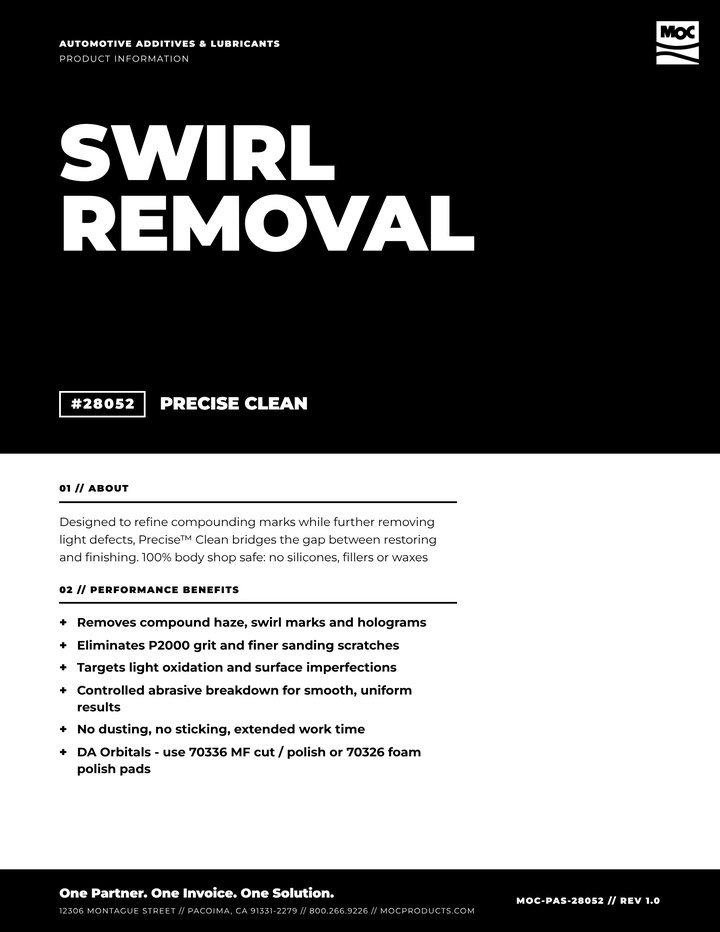 AUTOMOTIVE ADDITIVES & LUBRICANTS
PRODUCT INFORMATION
MOC
SWIRL
REMOVAL
#28052 PRECISE CLEAN
01 // ABOUT
Designed to refine compounding marks while further removing
light defects, Precise™ Clean bridges the gap between restoring
and finishing. 100% body shop safe: no silicones, fillers or waxes
02 // PERFORMANCE BENEFITS
+ Removes compound haze, swirl marks and holograms
+ Eliminates P2000 grit and finer sanding scratches
+ Targets light oxidation and surface imperfections
+ Controlled abrasive breakdown for smooth, uniform
results
+ No dusting, no sticking, extended work time
+ DA Orbitals - use 70336 MF cut / polish or 70326 foam
polish pads
One Partner. One Invoice. One Solution.
12306 MONTAGUE STREET // PACOIMA, CA 91331-2279 // 800.266.9226 // MOCPRODUCTS.COM
MOC-PAS-28052 // REV 1.0